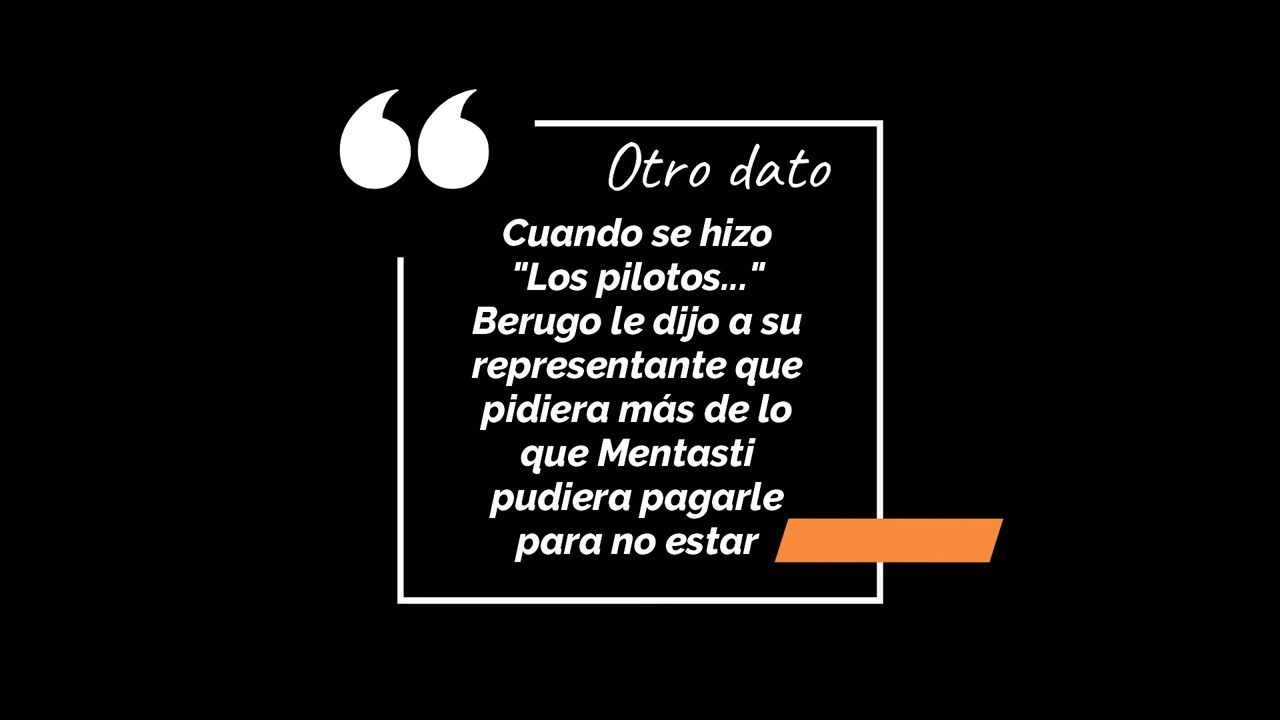 Otro dato
Cuando se hizo
"Los pilotos..."
Berugo le dijo a su
representante que
pidiera más de lo
que Mentasti
pudiera pagarle
para no estar